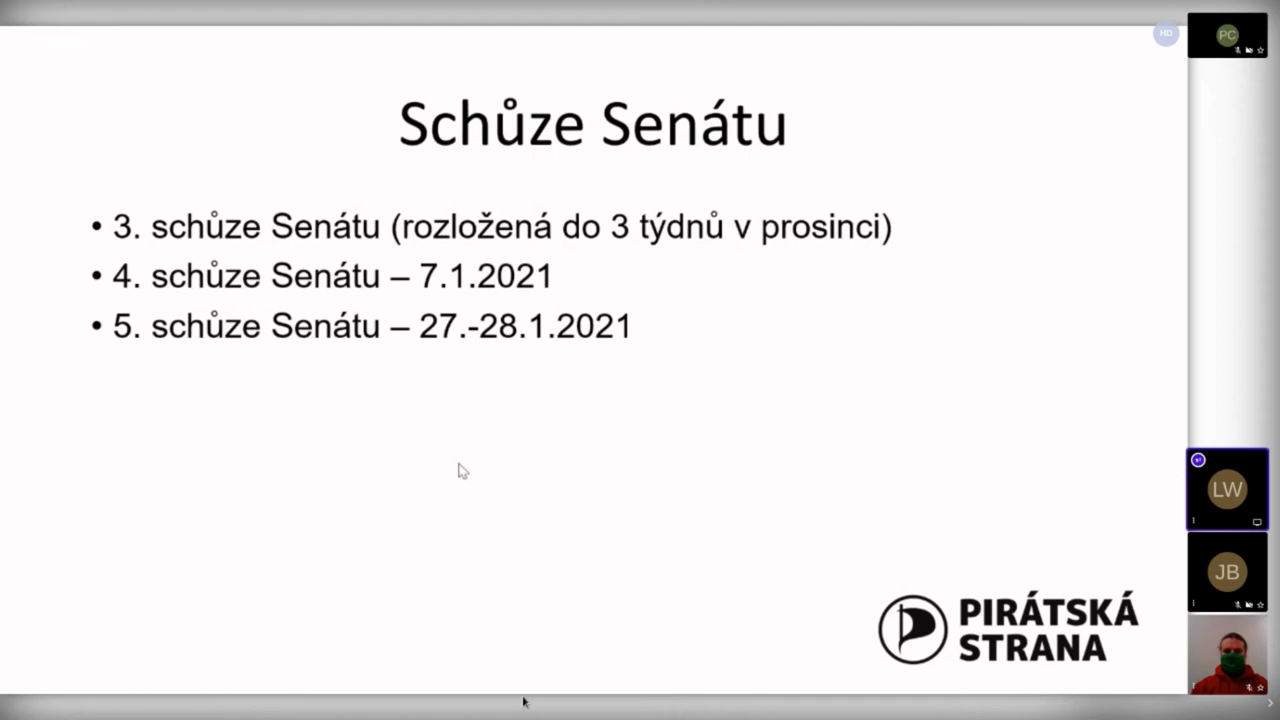 Schůze Senátu
• 3. schůze Senátu (rozložená do 3 týdnů v prosinci)
• 4. schůze Senátu – 7.1.2021
• 5. schůze Senátu – 27.-28.1.2021
PIRÁTSKÁ
STRANA
HD
PC
LW
JB